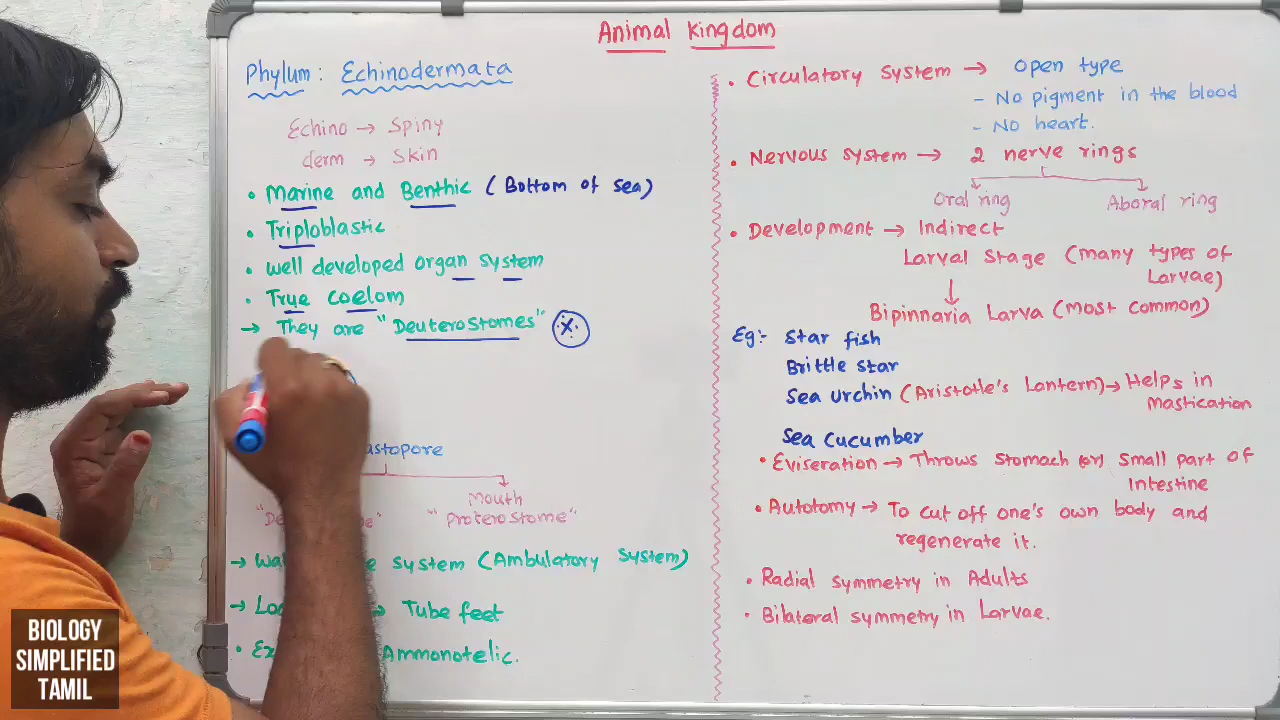 Animal Kingdom
Phylum: Echinodermata
Echino → Spiny
derm → Skin
• Marine and Benthic (Bottom of sea)
• Triploblastic
• Well developed organ system
• True coelom
→ They are "Deuterostomes" *
Mouth
"Proterostome"
→ system (Ambulatory system)
→ → Tube feet
• Ammonotelic.
• Circulatory system → Open type
- No pigment in the blood
- No heart.
• Nervous system → 2 nerve rings
Oral ring Aboral ring
• Development → Indirect
Larval Stage (many types of
Larvae)
↓
Bipinnaria Larva (most common)
Eg:- Star fish
Brittle star
Sea Urchin (Aristotle's Lantern) → Helps in
mastication
Sea Cucumber
• Eviseration → Throws Stomach (or) Small part of
Intestine
• Autotomy → To cut off one's own body and
regenerate it.
• Radial symmetry in Adults
• Bilateral symmetry in Larvae.
BIOLOGY
SIMPLIFIED
TAMIL